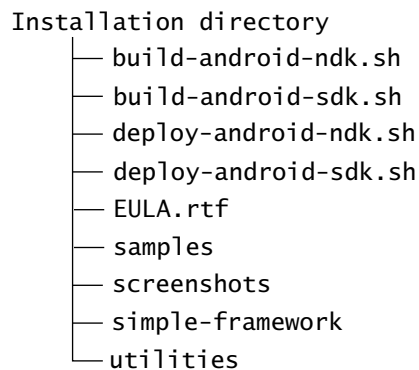 Installation directory
build-android-ndk.sh
build-android-sdk.sh
deploy-android-ndk.sh
deploy-android-sdk.sh
EULA.rtf
samples
screenshots
simple-framework
utilities